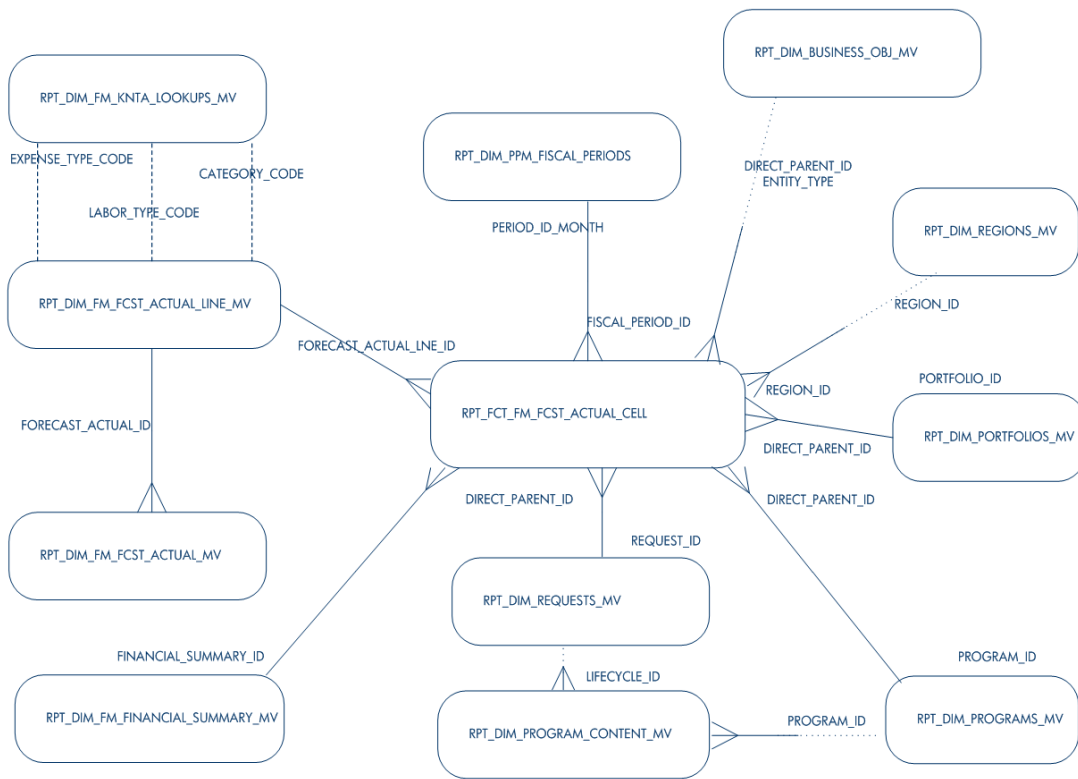 RPT_DIM_BUSINESS_OBJ_MV
RPT_DIM_FM_KNTA_LOOKUPS_MV
RPT_DIM_PPM_FISCAL_PERIODS
EXPENSE_TYPE_CODE
CATEGORY_CODE
DIRECT_PARENT_ID
ENTITY_TYPE
LABOR_TYPE_CODE
PERIOD_ID_MONTH
RPT_DIM_REGIONS_MV
RPT_DIM_FM_FCST_ACTUAL_LINE_MV
REGION_ID
FISCAL_PERIOD_ID
FORECAST_ACTUAL_LNE_ID
PORTFOLIO_ID
REGION_ID
RPT_FCT_FM_FCST_ACTUAL_CELL
FORECAST_ACTUAL_ID
RPT_DIM_PORTFOLIOS_MV
DIRECT_PARENT_ID
DIRECT_PARENT_ID
DIRECT_PARENT_ID
REQUEST_ID
RPT_DIM_FM_FCST_ACTUAL_MV
RPT_DIM_REQUESTS_MV
FINANCIAL_SUMMARY_ID
PROGRAM_ID
LIFECYCLE_ID
RPT_DIM_FM_FINANCIAL_SUMMARY_MV
PROGRAM_ID
RPT_DIM_PROGRAMS_MV
RPT_DIM_PROGRAM_CONTENT_MV